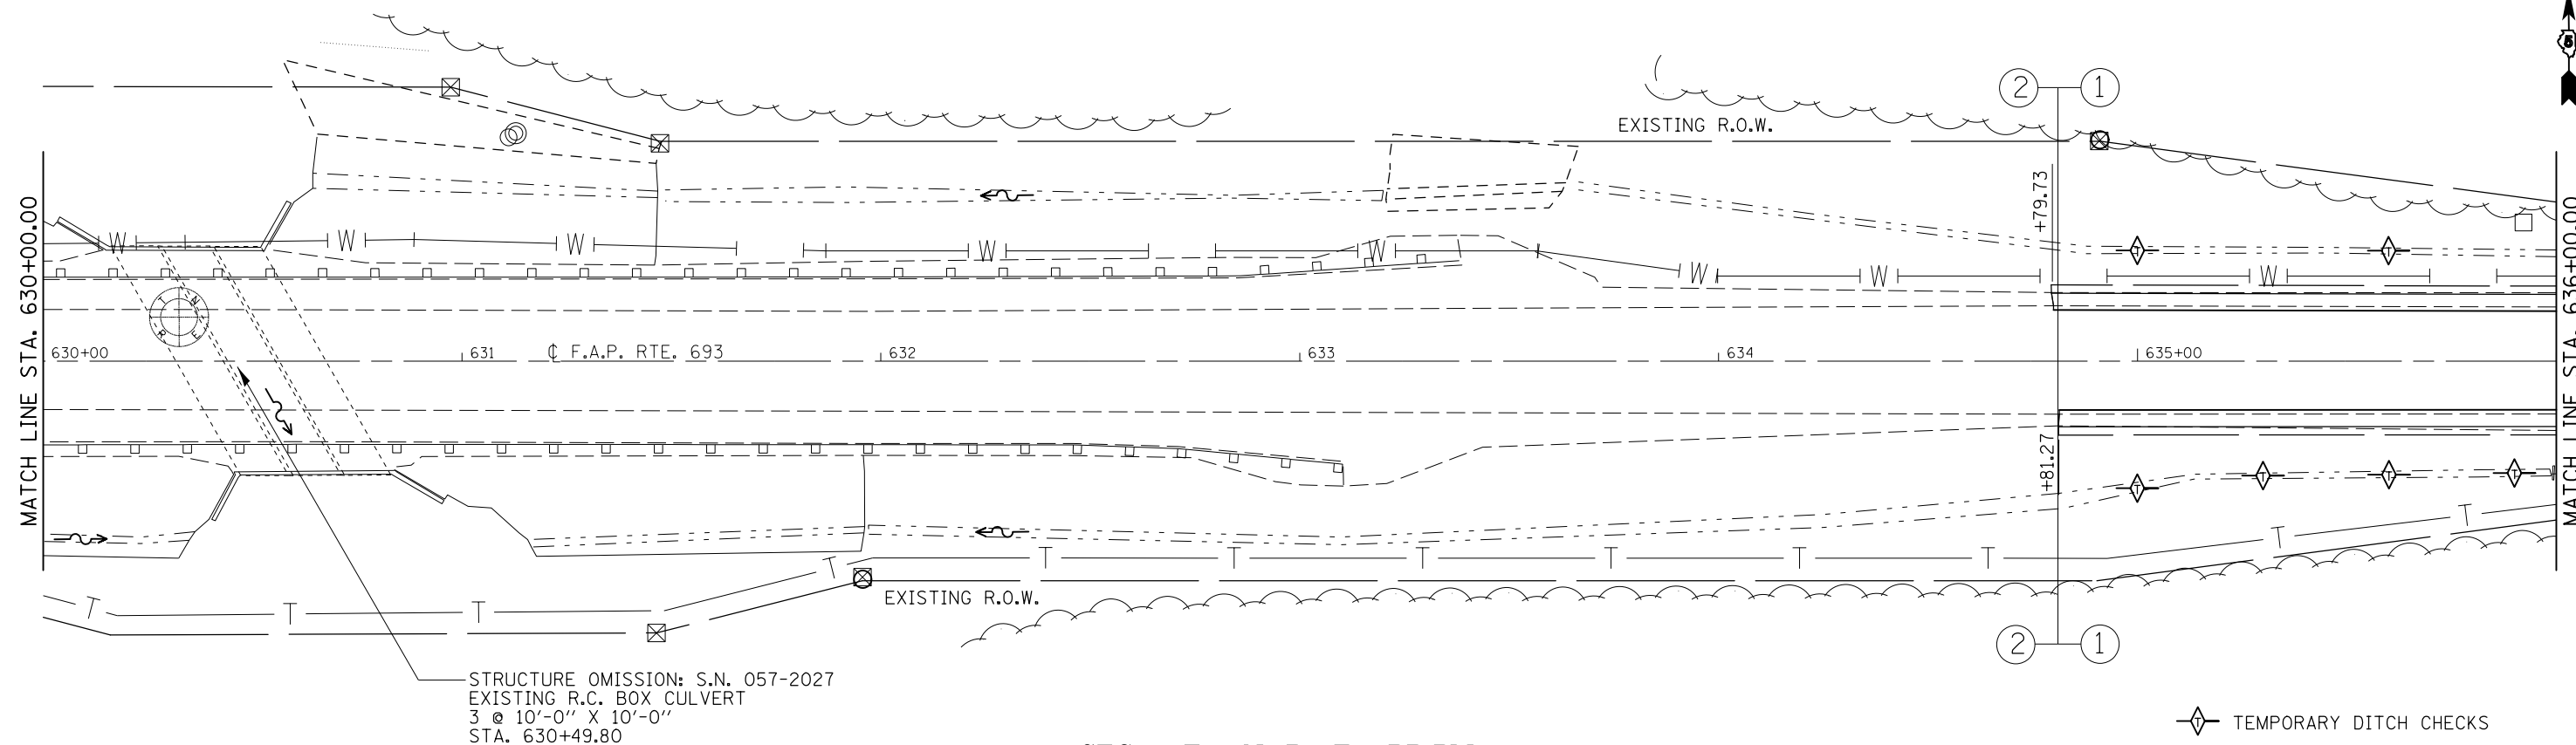 5
2 1
EXISTING R.O.W.
+79.73
MATCH LINE STA. 630+00.00
MATCH LINE STA. 636+00.00
W W W W W W W W
T N P E
630+00 631 ℄ F.A.P. RTE. 693 632 633 634 635+00
+81.27
T T T T
T T T T T T T T T T T
EXISTING R.O.W.
2 1
STRUCTURE OMISSION: S.N. 057-2027
EXISTING R.C. BOX CULVERT
3 @ 10'-0" X 10'-0"
STA. 630+49.80
T TEMPORARY DITCH CHECKS